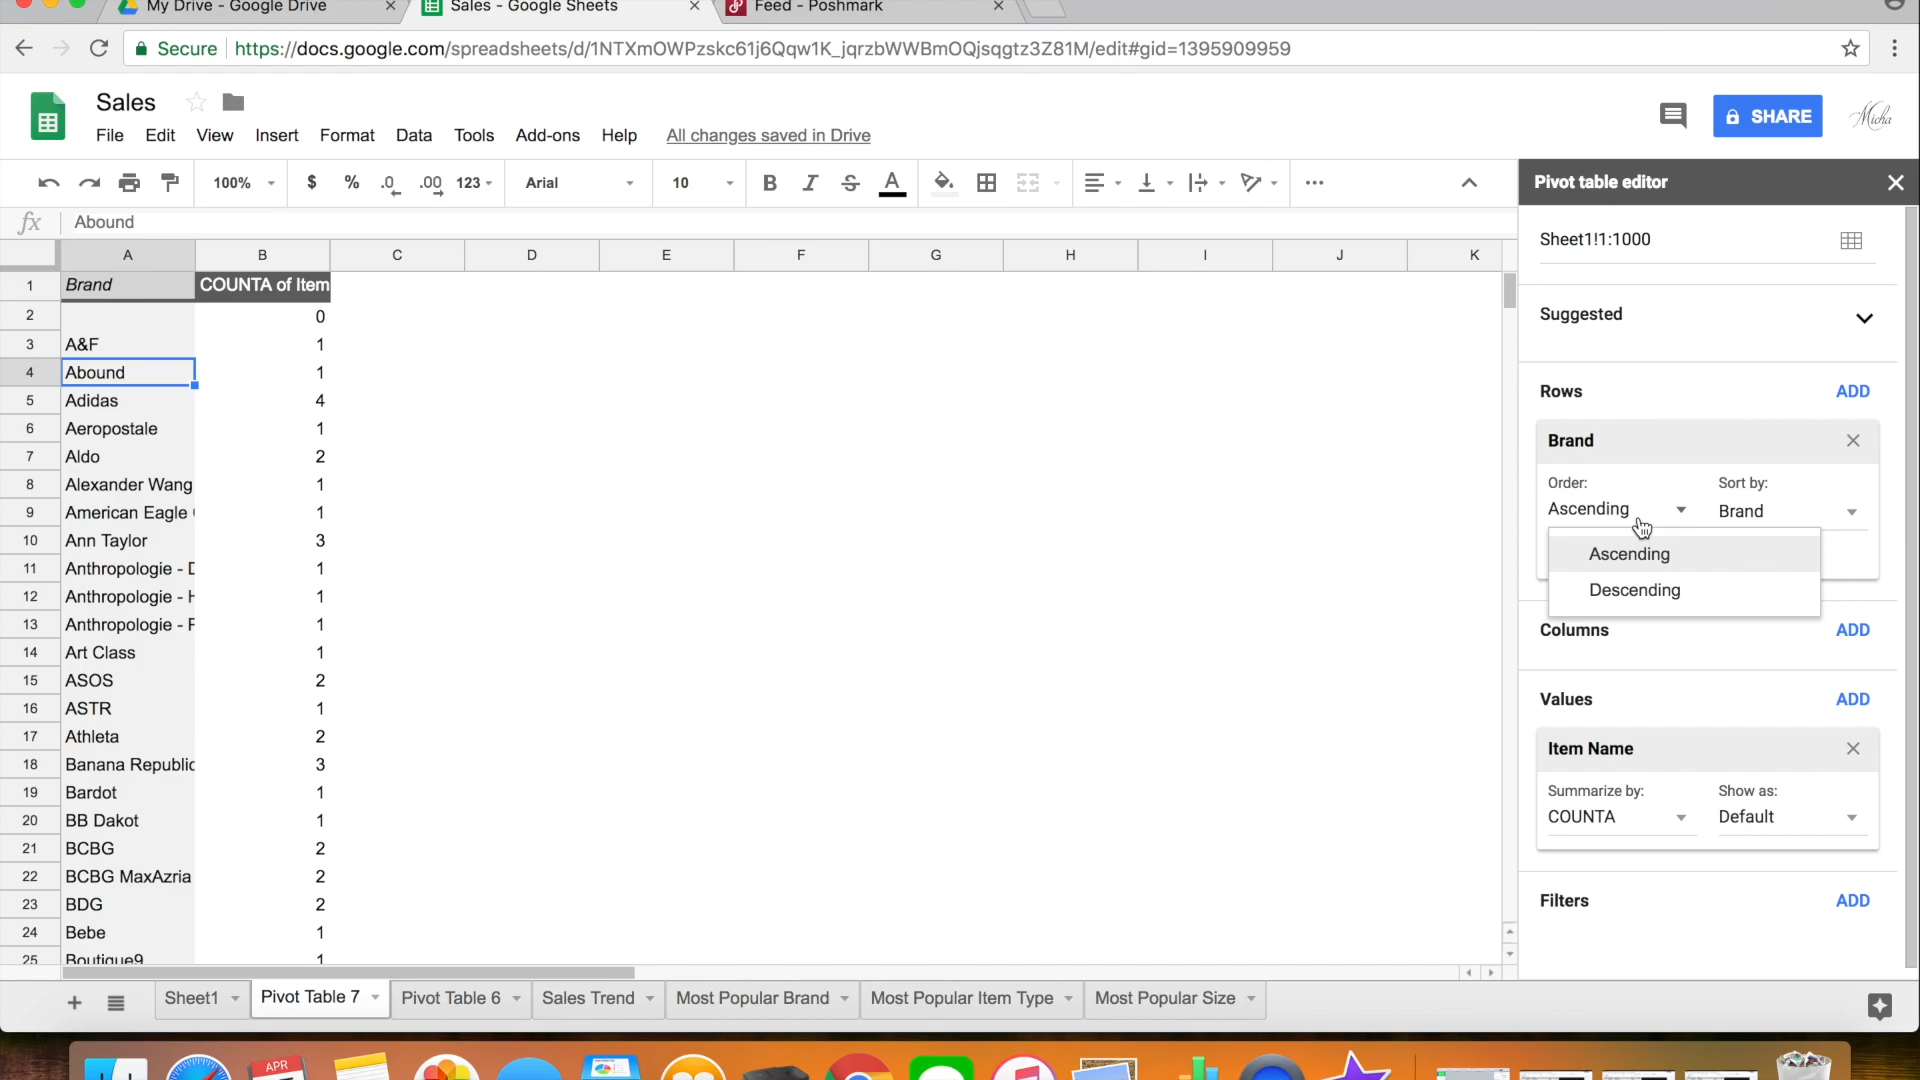 My Drive - Google Drive
Sales - Google Sheets
Feed - Poshmark
Secure https://docs.google.com/spreadsheets/d/1NTXmOWPzskc61j6Qqw1K_jqrzbWWBmOQjsqgtz3Z81M/edit#gid=1395909959
Sales
File Edit View Insert Format Data Tools Add-ons Help All changes saved in Drive
SHARE
Micha
100% $ % .0 .00 123 Arial 10 B I S A
Pivot table editor
fx Abound
A B C D E F G H I J K
1 Brand COUNTA of Item
2 0
3 A&F 1
4 Abound 1
5 Adidas 4
6 Aeropostale 1
7 Aldo 2
8 Alexander Wang 1
9 American Eagle 1
10 Ann Taylor 3
11 Anthropologie - D 1
12 Anthropologie - H 1
13 Anthropologie - F 1
14 Art Class 1
15 ASOS 2
16 ASTR 1
17 Athleta 2
18 Banana Republic 3
19 Bardot 1
20 BB Dakot 1
21 BCBG 2
22 BCBG MaxAzria 2
23 BDG 2
24 Bebe 1
25 Boutique9 1
Sheet1!1:1000
Suggested
Rows ADD
Brand
Order: Sort by:
Ascending Brand
Ascending
Descending
Columns ADD
Values ADD
Item Name
Summarize by: Show as:
COUNTA Default
Filters ADD
Sheet1 Pivot Table 7 Pivot Table 6 Sales Trend Most Popular Brand Most Popular Item Type Most Popular Size
APR